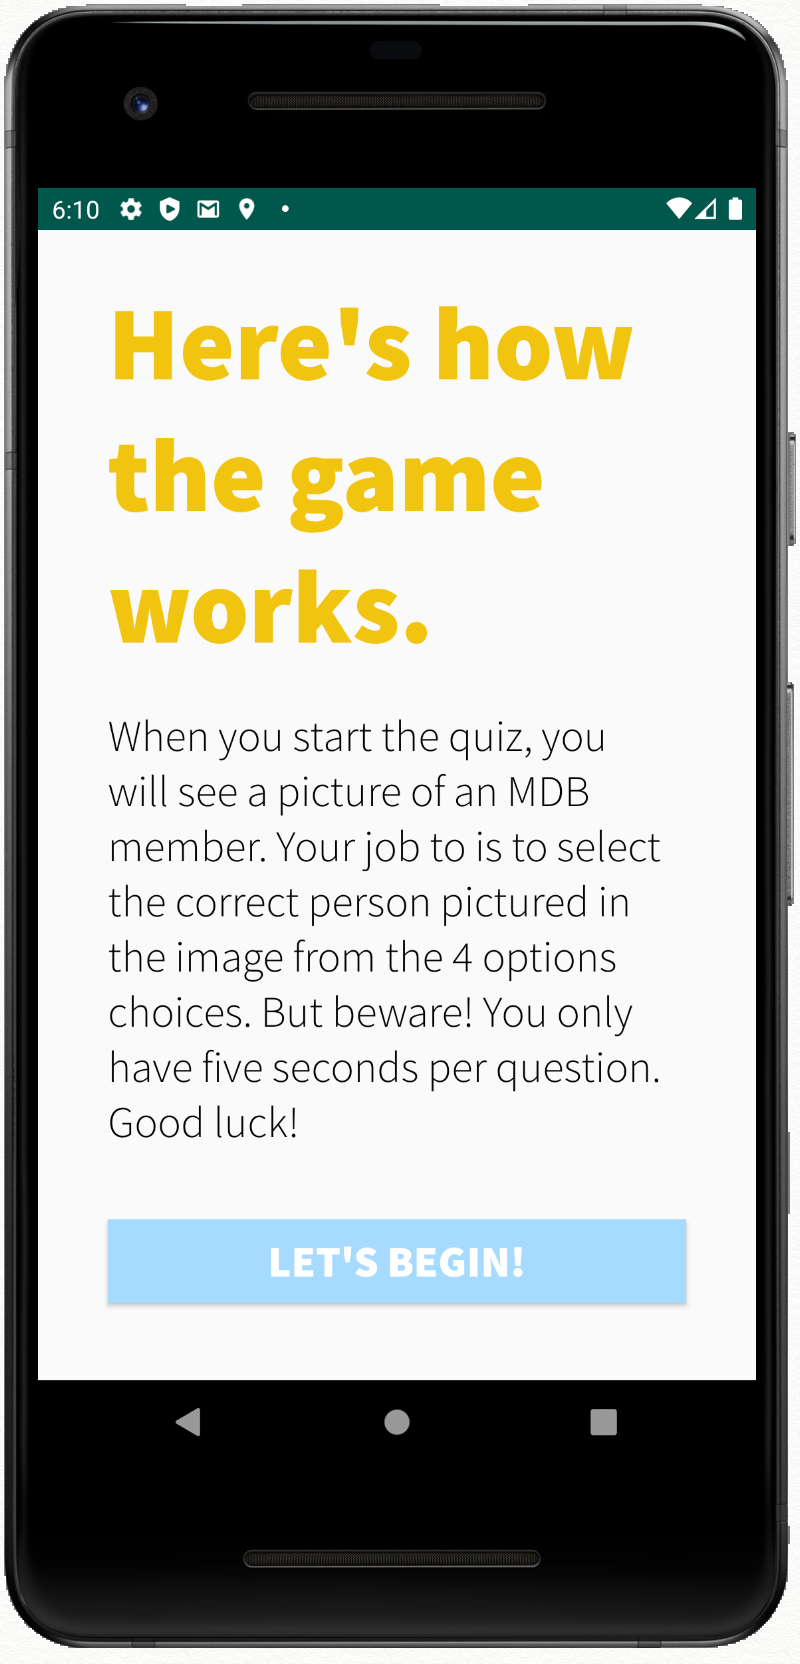 6:10
Here's how
the game
works.
When you start the quiz, you
will see a picture of an MDB
member. Your job to is to select
the correct person pictured in
the image from the 4 options
choices. But beware! You only
have five seconds per question.
Good luck!
LET'S BEGIN!